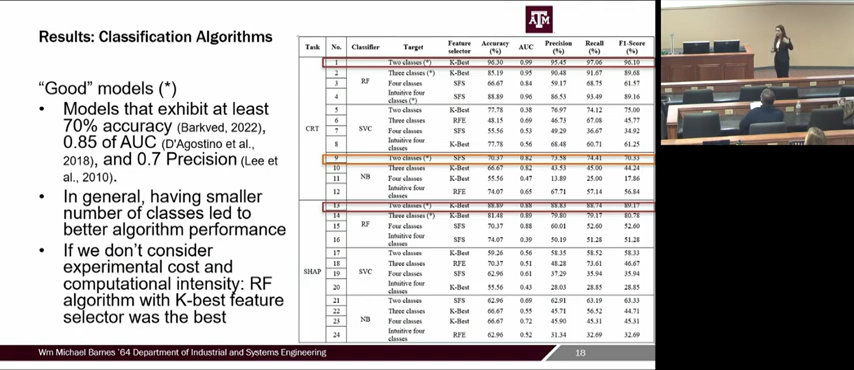 ATM
Results: Classification Algorithms
"Good" models (*)
• Models that exhibit at least
70% accuracy (Barkved, 2022),
0.85 of AUC (D'Agostino et al.,
2018), and 0.7 Precision (Lee et
al., 2010).
• In general, having smaller
number of classes led to
better algorithm performance
• If we don't consider
experimental cost and
computational intensity: RF
algorithm with K-best feature
selector was the best
Task No. Classifier Target Feature selector Accuracy (%) AUC Precision (%) Recall (%) F1-Score (%)
CRT
RF
1 Two classes (*) K-Best 96.30 0.99 95.45 97.06 96.10
2 Three classes (*) K-Best 85.19 0.95 90.48 91.67 89.68
3 Four classes SFS 66.67 0.84 59.17 68.75 61.57
4 Intuitive four classes (*) SFS 88.89 0.96 86.53 93.49 89.16
SVC
5 Two classes K-Best 77.78 0.38 76.97 74.12 75.00
6 Three classes RFE 48.15 0.69 46.73 67.08 45.77
7 Four classes SFS 55.56 0.53 49.29 36.67 34.92
8 Intuitive four classes K-Best 77.78 0.56 68.48 60.71 61.25
NB
9 Two classes (*) SFS 70.37 0.82 73.58 74.41 70.33
10 Three classes K-Best 66.67 0.82 43.53 45.00 44.24
11 Four classes K-Best 55.56 0.47 13.89 25.00 17.86
12 Intuitive four classes RFE 74.07 0.65 67.71 57.14 56.84
SHAP
RF
13 Two classes (*) K-Best 88.89 0.88 88.83 88.74 89.17
14 Three classes (*) K-Best 81.48 0.89 79.80 79.17 80.78
15 Four classes SFS 70.37 0.88 60.01 52.60 52.60
16 Intuitive four classes SFS 74.07 0.39 50.19 51.28 51.28
SVC
17 Two classes K-Best 59.26 0.56 58.35 58.52 58.33
18 Three classes RFE 70.37 0.51 48.28 73.61 46.67
19 Four classes SFS 62.96 0.61 37.29 35.94 35.94
20 Intuitive four classes K-Best 55.56 0.43 28.03 28.85 28.85
NB
21 Two classes SFS 62.96 0.69 62.91 63.19 63.33
22 Three classes K-Best 66.67 0.55 45.71 56.52 44.71
23 Four classes K-Best 66.67 0.72 45.90 45.31 45.31
24 Intuitive four classes RFE 62.96 0.52 31.34 32.69 32.69
Wm Michael Barnes '64 Department of Industrial and Systems Engineering
18